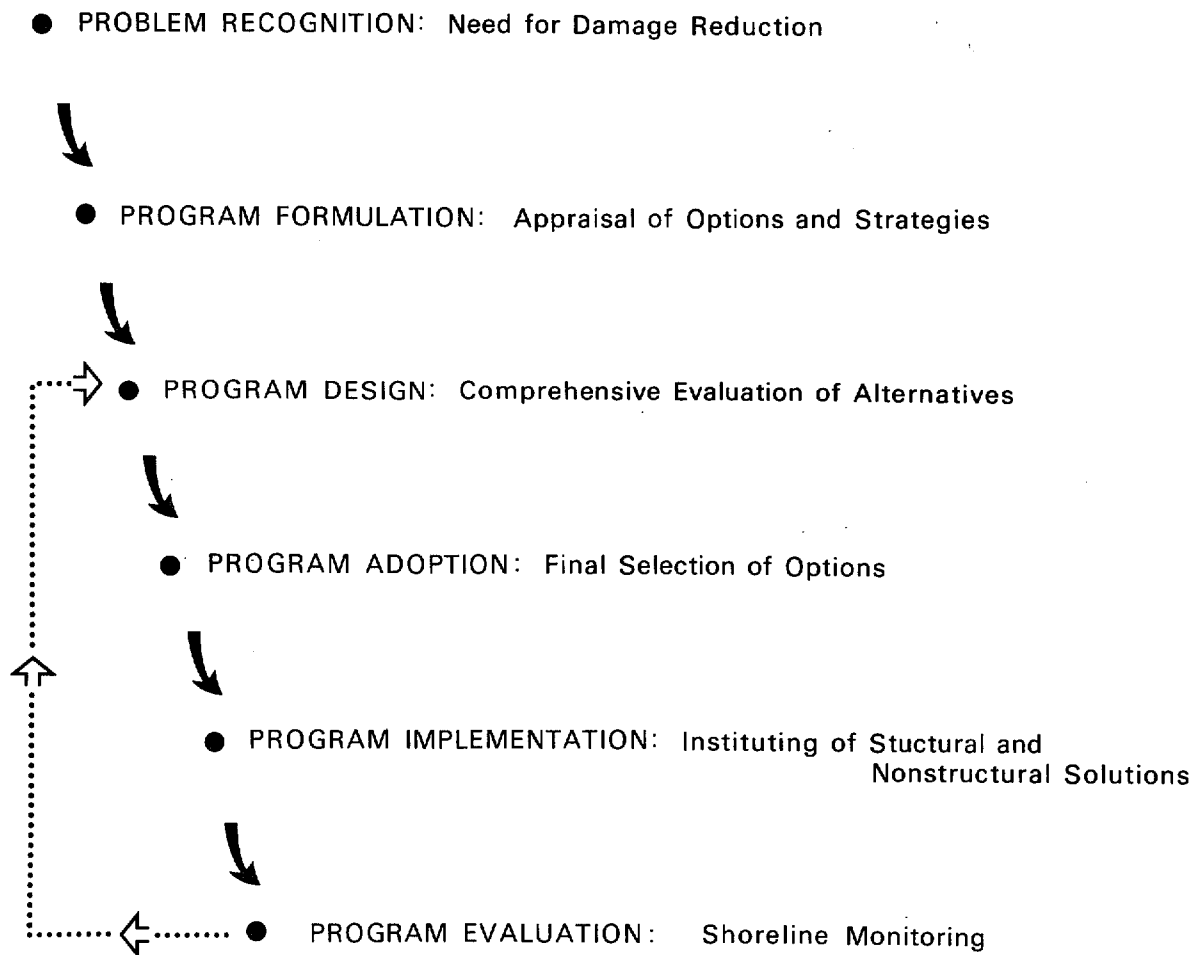 PROBLEM RECOGNITION: Need for Damage Reduction
PROGRAM FORMULATION: Appraisal of Options and Strategies
PROGRAM DESIGN: Comprehensive Evaluation of Alternatives
PROGRAM ADOPTION: Final Selection of Options
PROGRAM IMPLEMENTATION: Instituting of Stuctural and
Nonstructural Solutions
PROGRAM EVALUATION: Shoreline Monitoring